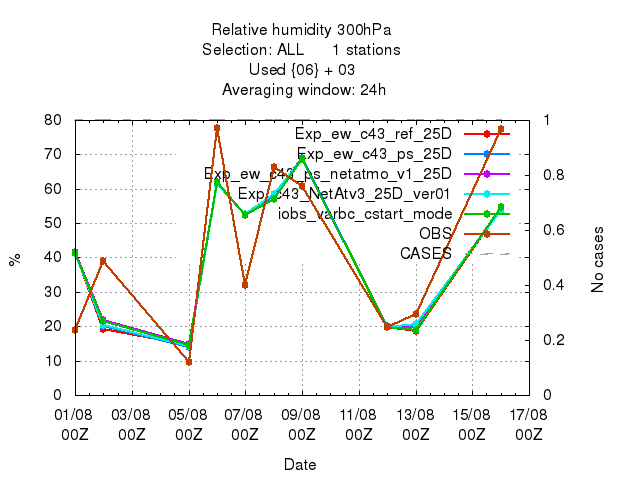 Relative humidity 300hPa
Selection: ALL 1 stations
Used {06} + 03
Averaging window: 24h
80 1
Exp_ew_c43_ref_25D
Exp_ew_c43_ps_25D
70
Exp_ew_c43_ps_netatmo_v1_25D
0.8
Exp_c43_NetAtv3_25D_ver01
60
iobs_varbc_cstart_mode
50 0.6
OBS
CASES
40
%
No cases
30 0.4
20 0.2
10
0 0
01/08 03/08 05/08 07/08 09/08 11/08 13/08 15/08 17/08
00Z 00Z 00Z 00Z 00Z 00Z 00Z 00Z 00Z
Date